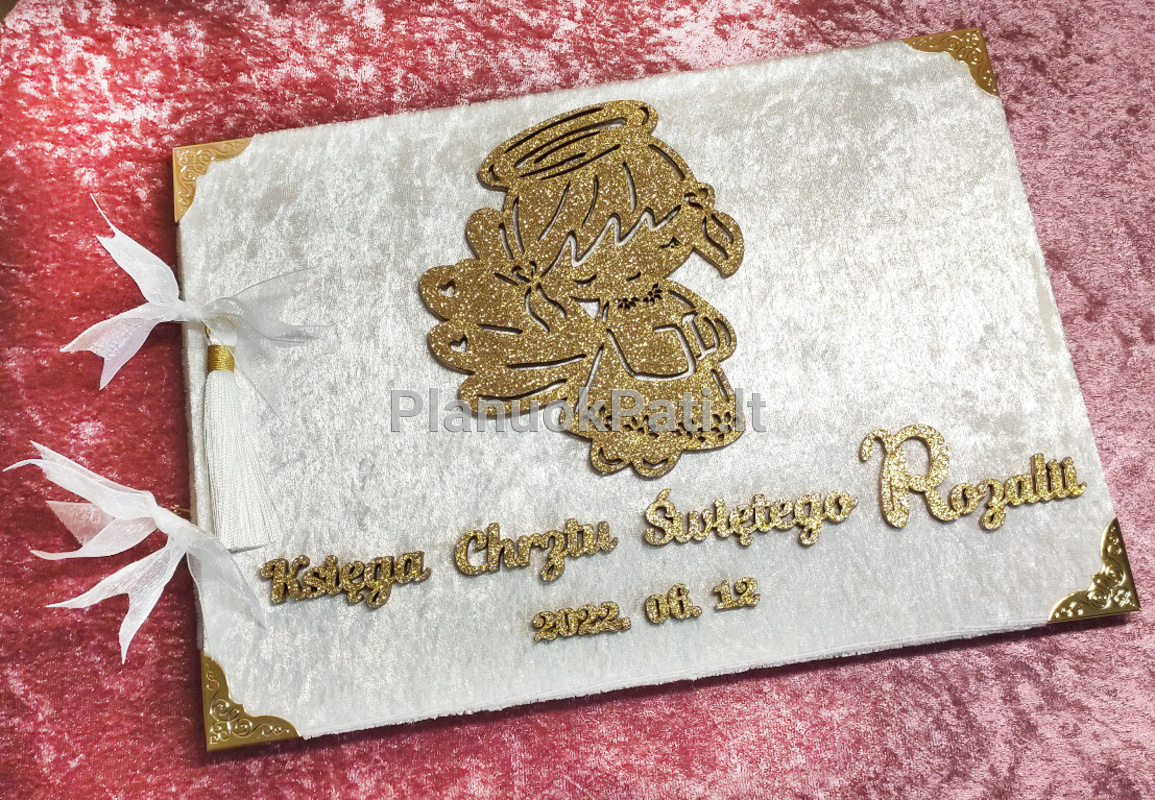 PlanuokPati.lt
Księga Chrztu Świętego Rozalii
2022. 06. 12